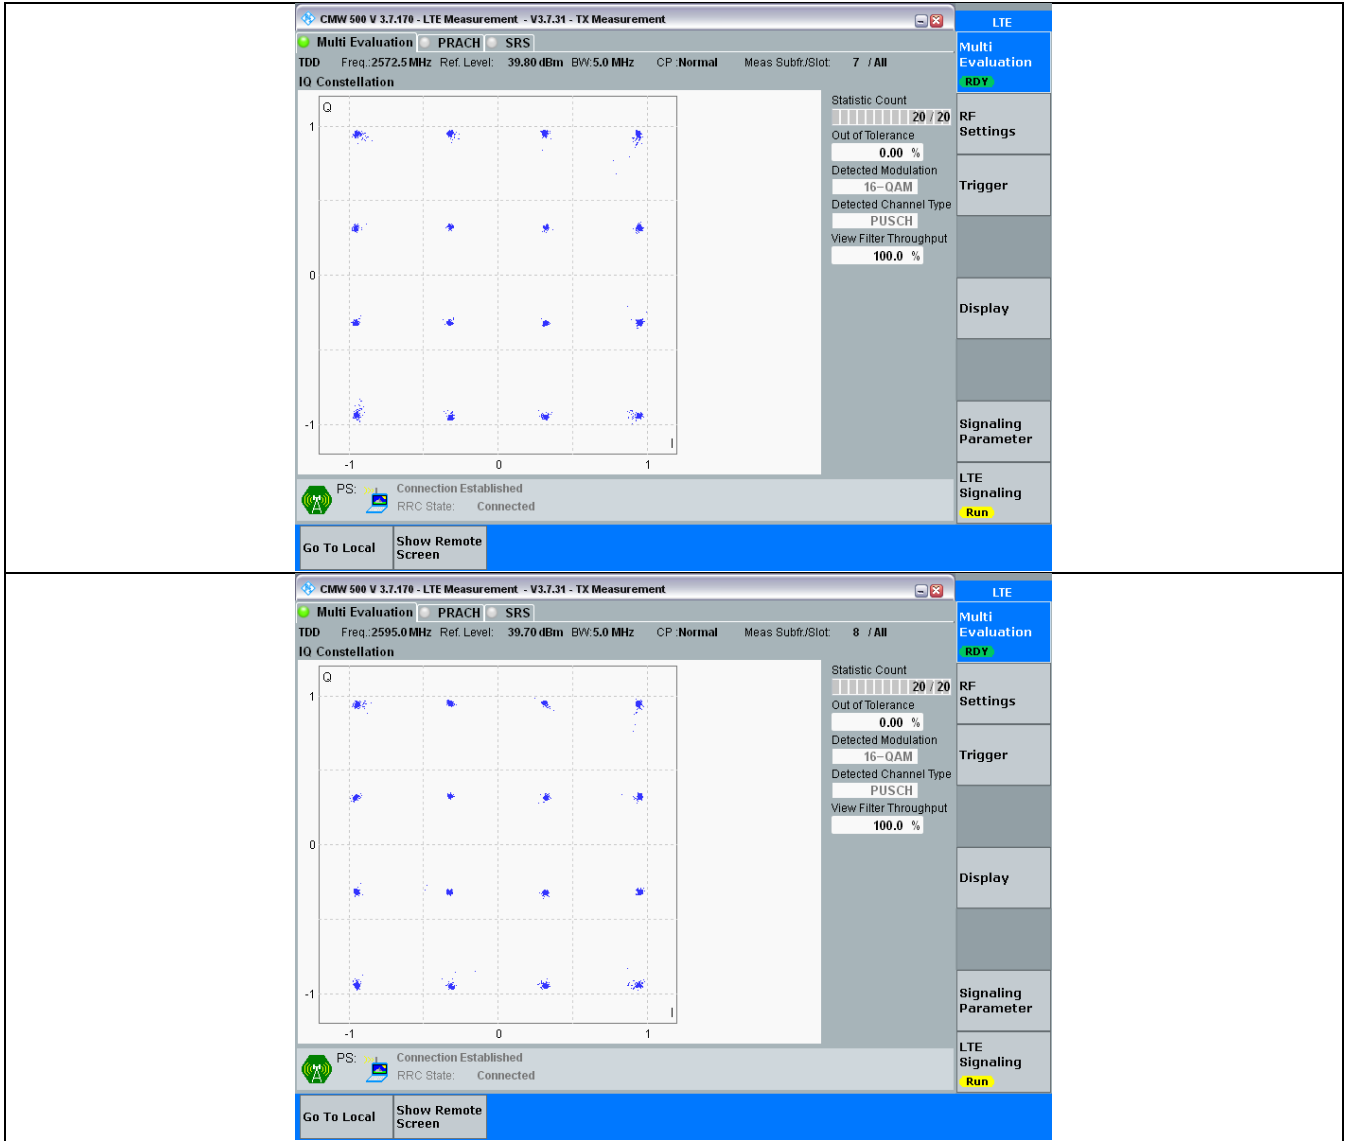 CMW 500 V 3.7.170 - LTE Measurement - V3.7.31 - TX Measurement
LTE
Multi Evaluation PRACH SRS
Multi
Evaluation
RDY
TDD Freq.:2572.5 MHz Ref. Level: 39.80 dBm BW:5.0 MHz CP :Normal Meas Subfr./Slot: 7 / All
IQ Constellation
Q
1
0
-1
-1 0 1
I
Statistic Count
20 / 20
Out of Tolerance
0.00 %
Detected Modulation
16-QAM
Detected Channel Type
PUSCH
View Filter Throughput
100.0 %
RF
Settings
Trigger
Display
Signaling
Parameter
LTE
Signaling
Run
PS: Connection Established
RRC State: Connected
Go To Local
Show Remote
Screen
CMW 500 V 3.7.170 - LTE Measurement - V3.7.31 - TX Measurement
LTE
Multi Evaluation PRACH SRS
Multi
Evaluation
RDY
TDD Freq.:2595.0 MHz Ref. Level: 39.70 dBm BW:5.0 MHz CP :Normal Meas Subfr./Slot: 8 / All
IQ Constellation
Q
1
0
-1
-1 0 1
I
Statistic Count
20 / 20
Out of Tolerance
0.00 %
Detected Modulation
16-QAM
Detected Channel Type
PUSCH
View Filter Throughput
100.0 %
RF
Settings
Trigger
Display
Signaling
Parameter
LTE
Signaling
Run
PS: Connection Established
RRC State: Connected
Go To Local
Show Remote
Screen